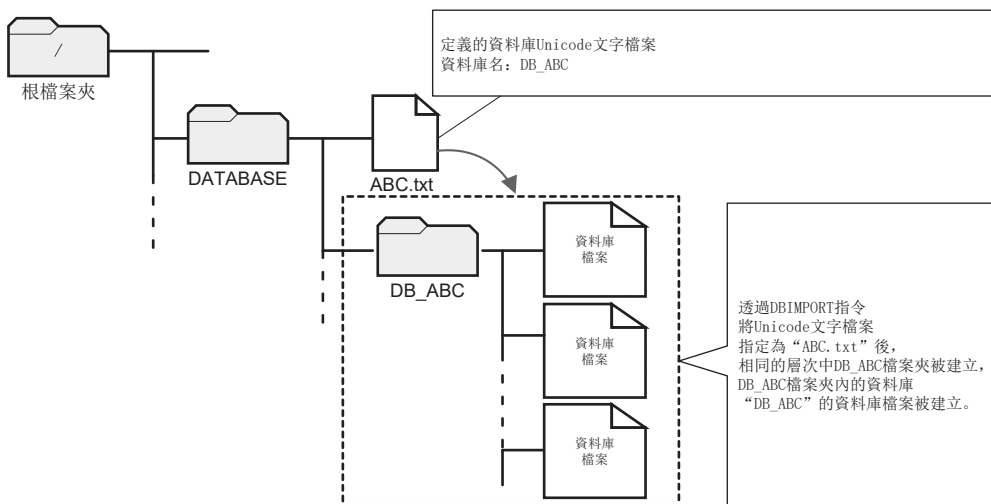 定義的資料庫Unicode文字檔案
資料庫名：DB_ABC
/
根檔案夾
DATABASE
ABC.txt
資料庫
檔案
DB_ABC
資料庫
檔案
資料庫
檔案
透過DBIMPORT指令
將Unicode文字檔案
指定為“ABC.txt”後，
相同的層次中DB_ABC檔案夾被建立，
DB_ABC檔案夾內的資料庫
“DB_ABC”的資料庫檔案被建立。